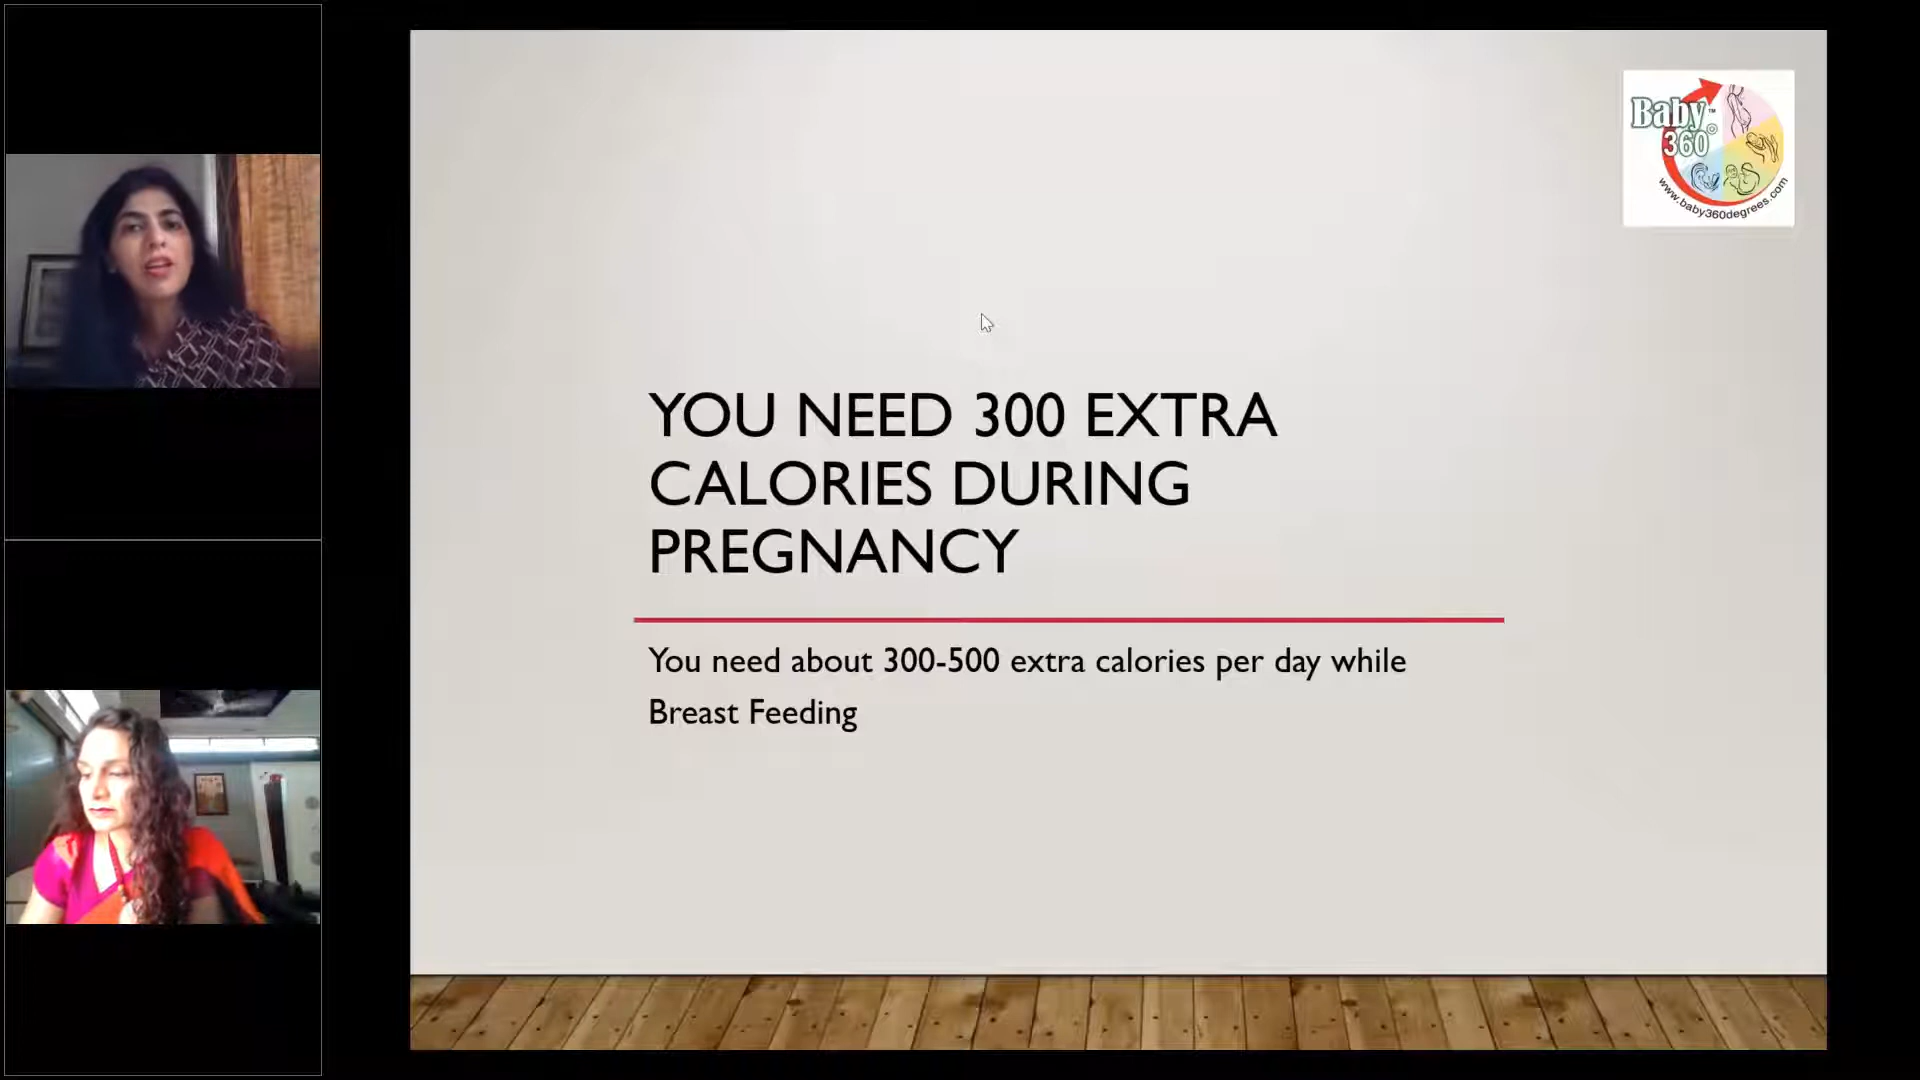 Baby™
360°
www.baby360degrees.com
YOU NEED 300 EXTRA
CALORIES DURING
PREGNANCY
You need about 300-500 extra calories per day while
Breast Feeding